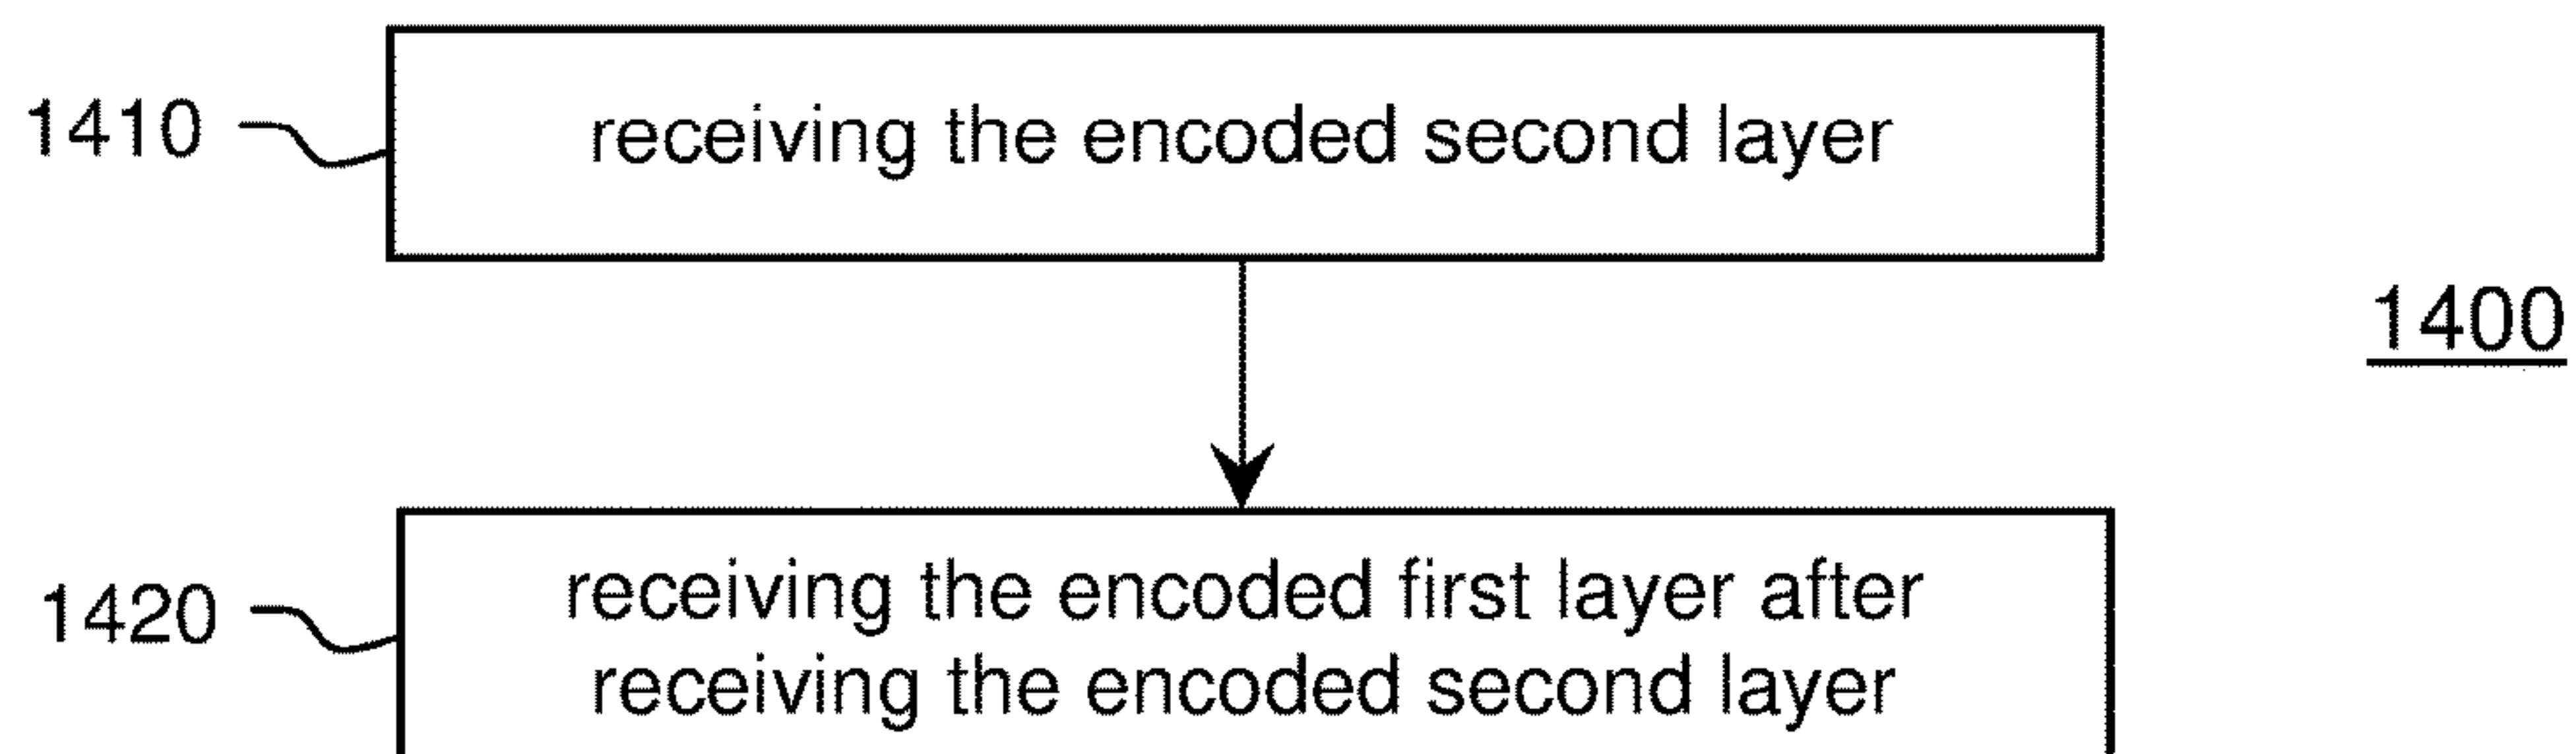 1410
receiving the encoded second layer
1400
1420
receiving the encoded first layer after
receiving the encoded second layer